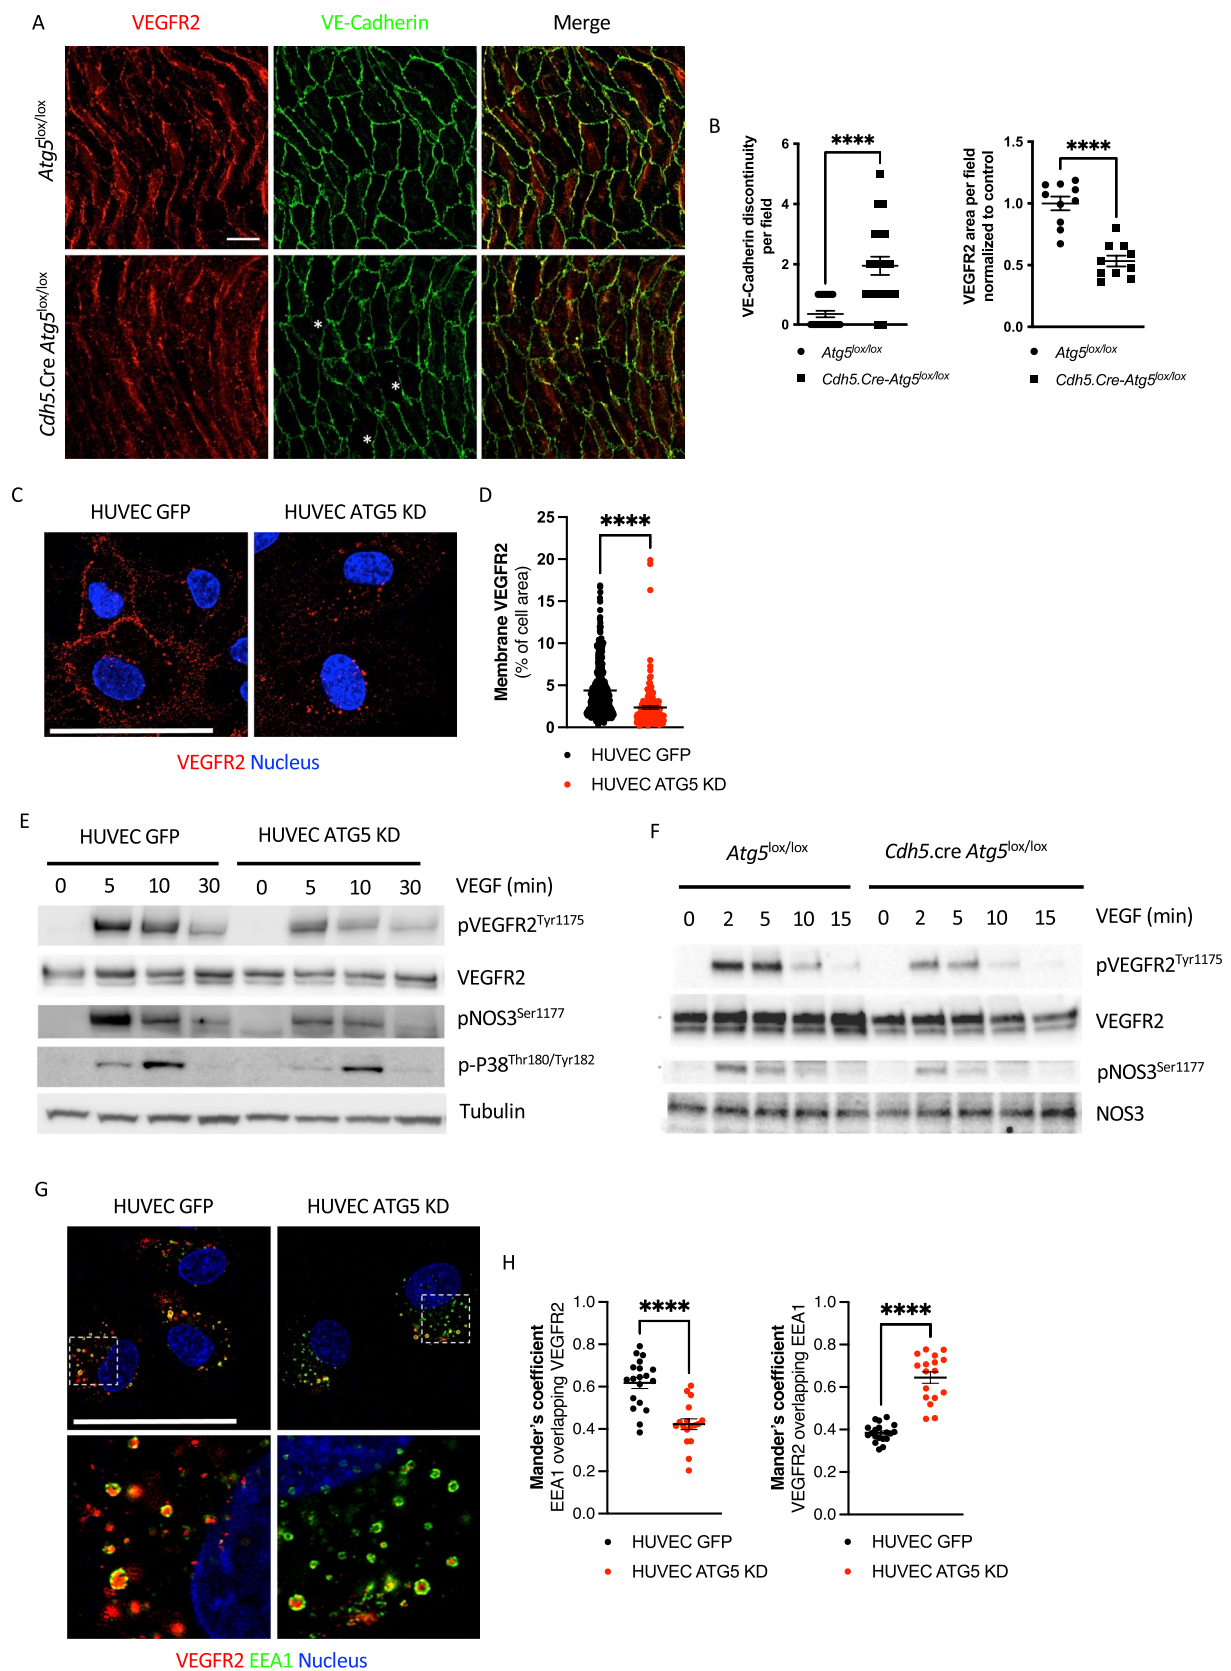 A
VEGFR2
VE-Cadherin
Merge
Atg5lox/lox
Cdh5.Cre Atg5lox/lox
*
*
*
B
****
6
4
2
0
VE-Cadherin discontinuity
per field
Atg5lox/lox
Cdh5.Cre-Atg5lox/lox
****
1.5
1.0
0.5
0.0
VEGFR2 area per field
normalized to control
Atg5lox/lox
Cdh5.Cre-Atg5lox/lox
C
HUVEC GFP
HUVEC ATG5 KD
VEGFR2 Nucleus
D
****
25
20
15
10
5
0
Membrane VEGFR2
(% of cell area)
HUVEC GFP
HUVEC ATG5 KD
E
HUVEC GFP
HUVEC ATG5 KD
0 5 10 30 0 5 10 30 VEGF (min)
pVEGFR2Tyr1175
VEGFR2
pNOS3Ser1177
p-P38Thr180/Tyr182
Tubulin
F
Atg5lox/lox
Cdh5.cre Atg5lox/lox
0 2 5 10 15 0 2 5 10 15 VEGF (min)
pVEGFR2Tyr1175
VEGFR2
pNOS3Ser1177
NOS3
G
HUVEC GFP
HUVEC ATG5 KD
VEGFR2 EEA1 Nucleus
H
****
1.0
0.8
0.6
0.4
0.2
0.0
Mander's coefficient
EEA1 overlapping VEGFR2
HUVEC GFP
HUVEC ATG5 KD
****
1.0
0.8
0.6
0.4
0.2
0.0
Mander's coefficient
VEGFR2 overlapping EEA1
HUVEC GFP
HUVEC ATG5 KD